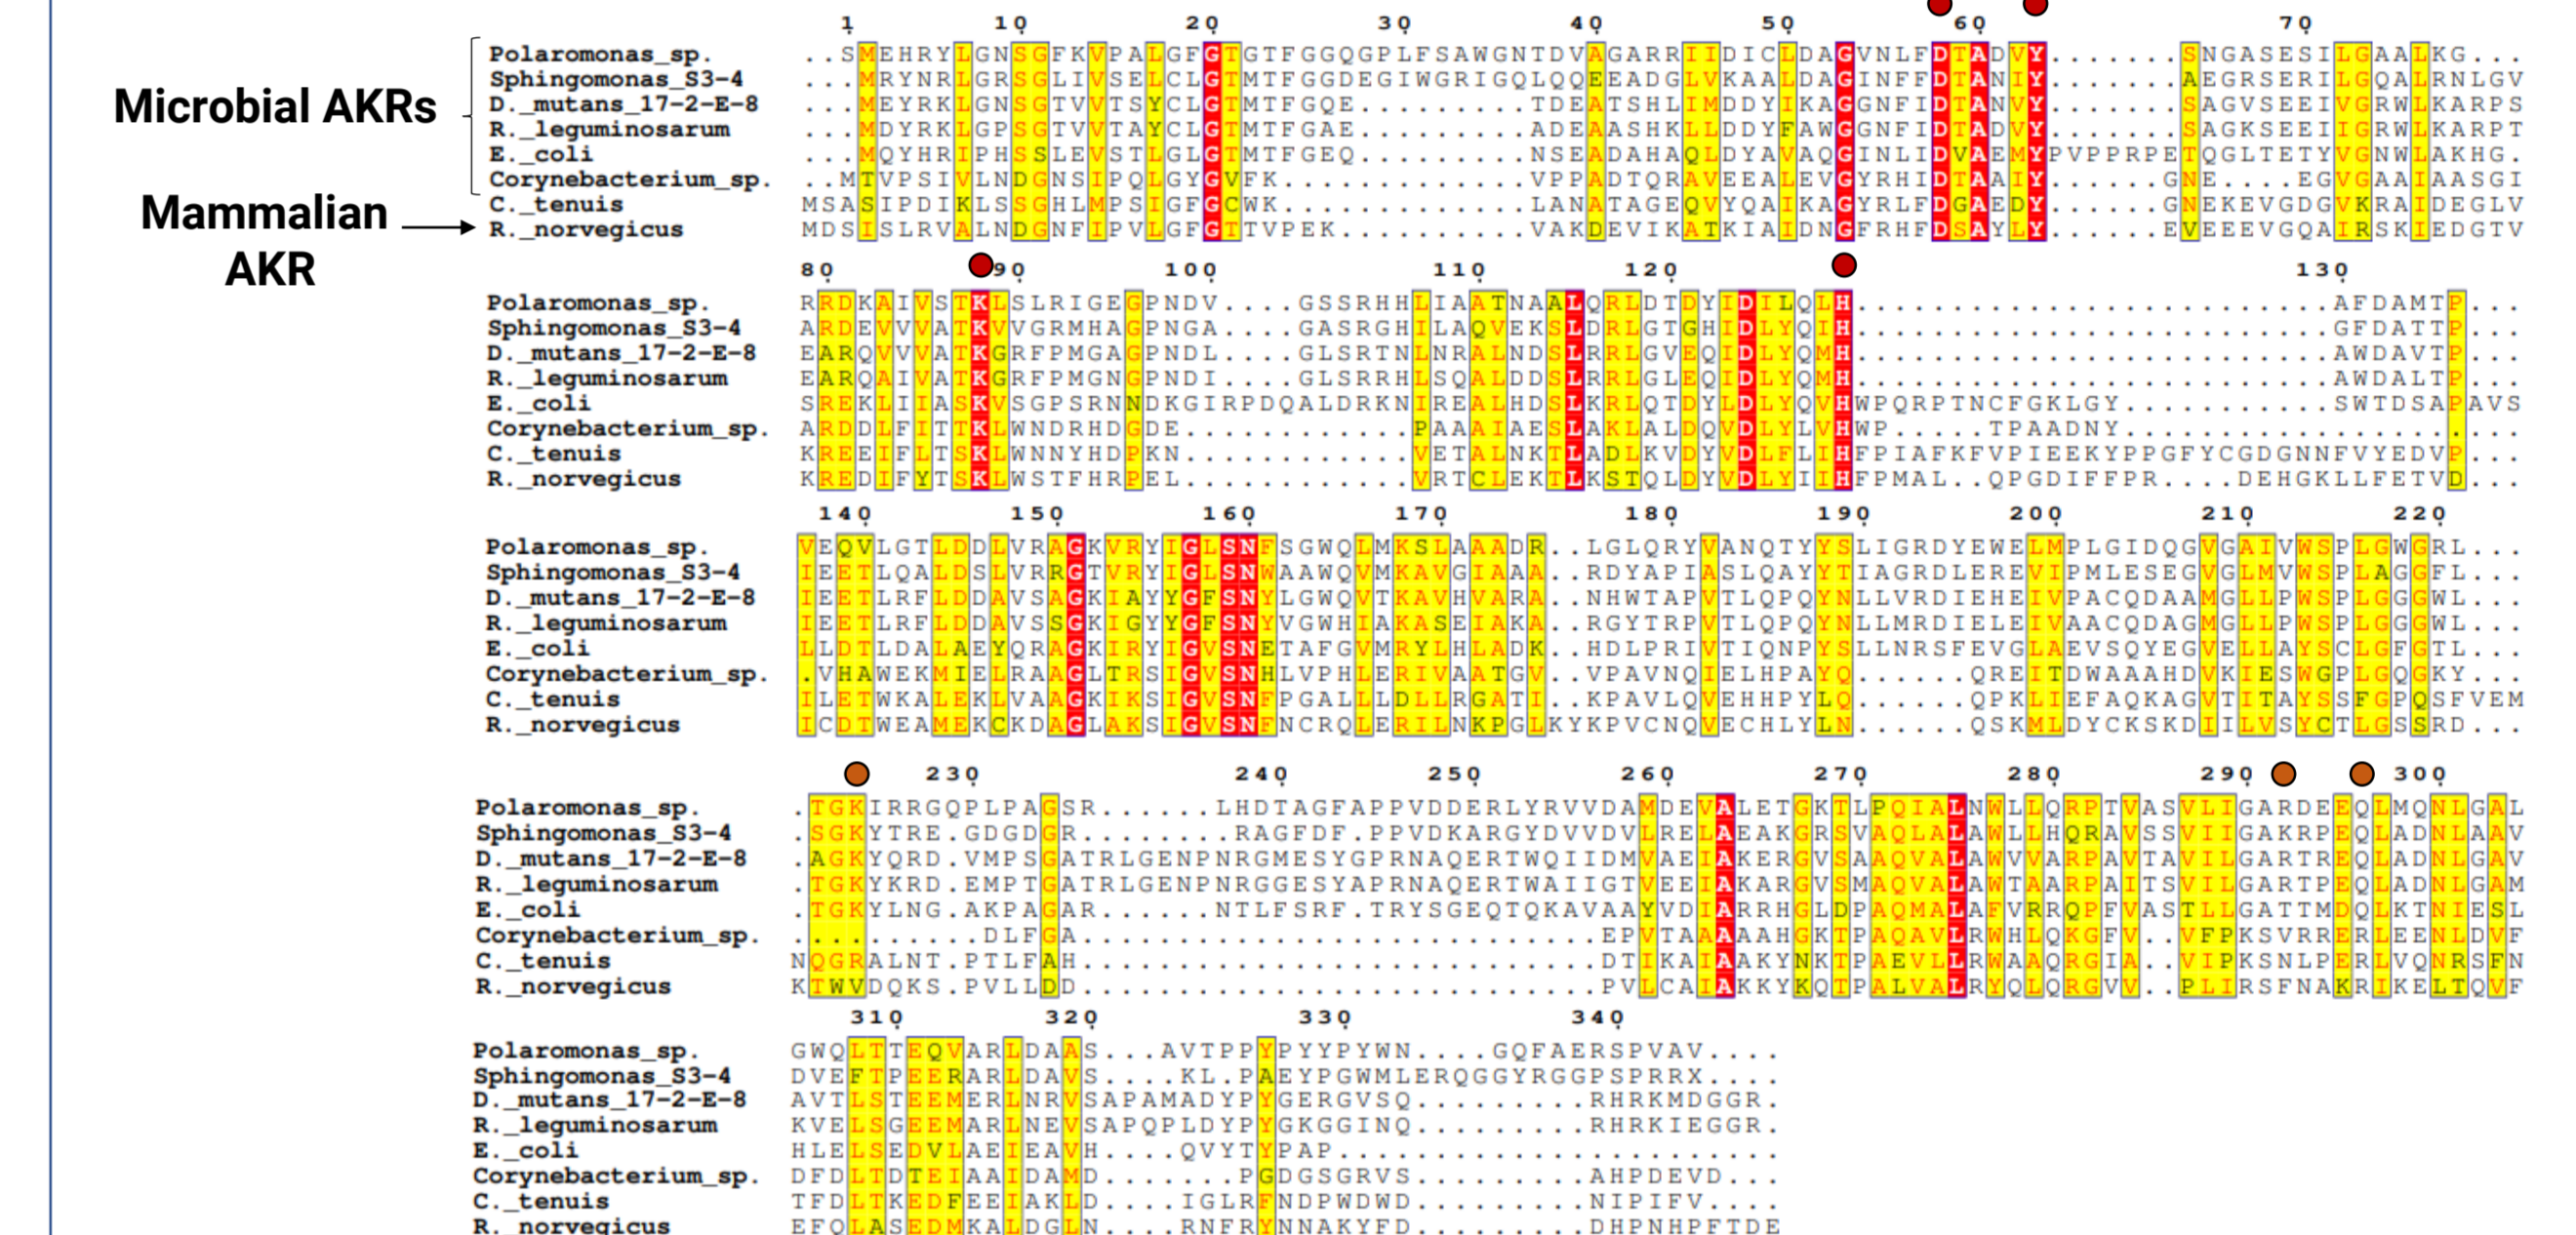 1 10 20 30 40 50 60 70
Microbial AKRs
Mammalian AKR
Polaromonas_sp. ..SMEHRYLGNSGFKVPALGFGTGTFGGQGPLFSAWGNTDVAGARRIIDICLDAGVNLFDTADVY.......SNGASESILGAALKG...
Sphingomonas_S3-4 ...MRYNRLGRSGLIVSELCLGTMTFGGDEGIWGRIGQLQQEEADGLVKAALDAGINFFDTANIY.......AEGRSERILGQALRNLGV
D._mutans_17-2-E-8 ...MEYRKLGNSGTVVTSYCLGTMTFGQE.........TDEATSHLIMDDYIKAGGNFIDTANVY.......SAGVSEEIVGRWLKARPS
R._leguminosarum ...MDYRKLGPSGTVVTAYCLGTMTFGAE.........ADEAASHKLLDDYFAWGGNFIDTADVY.......SAGKSEEIIGRWLKARPT
E._coli ...MQYHRIPHSSLEVSTLGLGTMTFGEQ.........NSEADAHAQLDYAVAQGINLIDVAEMYPVPPRPETQGLTETYVGNWLAKHG.
Corynebacterium_sp. ..MTVPSIVLNDGNSIPQLGYGVFK.............VPPADTQRAVEEALEVGYRHIDTAAIY......GNE....EGVGAAIAASGI
C._tenuis MSASIPDIKLSSGHLMPSIGFGCWK.............LANATAGEQVYQAIKAGYRLFDGAEDY......GNEKEVGDGVKRAIDEGLV
R._norvegicus MDSISLRVALNDGNFIPVLGFGTTVPEK..........VAKDEVIKATKIAIDNGFRHFDSAYLY......EVEEEVGQAIRSKIEDGTV
80 90 100 110 120 130
Polaromonas_sp. RRDKAIVSTKLSLRIGEGPNDV....GSSRHHLIAATNAALQRLDTDYIDILQLH.........................AFDAMTP...
Sphingomonas_S3-4 ARDEVVVATKVVGRMHAGPNGA....GASRGHILAQVEKSLDRLGTGHIDLYQIH.........................GFDATTP...
D._mutans_17-2-E-8 EARQVVVATKGRFPMGAGPNDL....GLSRTNLNRALNDSLRRLGVEQIDLYQMH.........................AWDAVTP...
R._leguminosarum EARQAIVATKGRFPMGNGPNDI....GLSRRHLSQALDDSLRRLGLEQIDLYQMH.........................AWDALTP...
E._coli SREKLIIASKVSGPSRNNDKGIRPDQALDRKNIREALHDSLKRLQTDYLDLYQVHWPQRPTNCFGKLGY...........SWTDSAPAVS
Corynebacterium_sp. ARDDLFITTKLWNDRHDGDE............PAAAIAESLAKLALDQVDLYLVHWP.....TPAADNY.....................
C._tenuis KREEIFLTSKLWNNYHDPKN............VETALNKTLADLKVDYVDLFLIHFPIAFKFVPIEEKYPPGFYCGDGNNFVYEDVP...
R._norvegicus KREDIFYTSKLWSTFHRPEL............VRTCLEKTLKSTQLDYVDLYIIHFPMAL..QPGDIFFPR....DEHGKLLFETVD...
140 150 160 170 180 190 200 210 220
Polaromonas_sp. VEQVLGTLDDLVRAGKVRYIGLSNFSGWQLMKSLAAADR..LGLQRYVANQTYYSLIGRDYEWELMPLGIDQGVGAIVWSPLGWGRL...
Sphingomonas_S3-4 IEETLQALDSLVRRGTVRYIGLSNWAAWQVMKAVGIAAA..RDYAPIASLQAYYTIAGRDLEREVIPMLESEGVGLMVWSPLAGGFL...
D._mutans_17-2-E-8 IEETLRFLDDAVSAGKIAYYGFSNYLGWQVTKAVHVARA..NHWTAPVTLQPQYNLLVRDIEHEIVPACQDAAMGLLPWSPLGGGWL...
R._leguminosarum IEETLRFLDDAVSSGKIGYYGFSNYVGWHIAKASEIAKA..RGYTRPVTLQPQYNLLMRDIELEIVAACQDAGMGLLPWSPLGGGWL...
E._coli LLDTLDALAEYQRAGKIRYIGVSNETAFGVMRYLHLADK..HDLPRIVTIQNPYSLLNRSFEVGLAEVSQYEGVELLAYSCLGFGTL...
Corynebacterium_sp. .VHAWEKMIELRAAGLTRSIGVSNHLVPHLERIVAATGV..VPAVNQIELHPAYQ......QREITDWAAAHDVKIESWGPLGQGKY...
C._tenuis ILETWKALEKLVAAGKIKSIGVSNFPGALLLDLLRGATI..KPAVLQVEHHPYLQ......QPKLIEFAQKAGVTITAYSSFGPQSFVEM
R._norvegicus ICDTWEAMEKCKDAGLAKSIGVSNFNCRQLERILNKPGLKYKPVCNQVECHLYLN......QSKMLDYCKSKDIILVSYCTLGSSRD...
230 240 250 260 270 280 290 300
Polaromonas_sp. .TGKIRRGQPLPAGSR......LHDTAGFAPPVDDERLYRVVDAMDEVALETGKTLPQIALNWLLQRPTVASVLIGARDEEQLMQNLGAL
Sphingomonas_S3-4 .SGKYTRE.GDGDGR........RAGFDF.PPVDKARGYDVVDVLRELAEAKGRSVAQLALAWLLHQRAVSSVIIGAKRPEQLADNLAAV
D._mutans_17-2-E-8 .AGKYQRD.VMPSGATRLGENPNRGMESYGPRNAQERTWQIIDMVAEIAKERGVSAAQVALAWVVARPAVTAVILGARTREQLADNLGAV
R._leguminosarum .TGKYKRD.EMPTGATRLGENPNRGGESYAPRNAQERTWAIIGTVEEIAKARGVSMAQVALAWTAARPAITSVILGARTPEQLADNLGAM
E._coli .TGKYLNG.AKPAGAR......NTLFSRF.TRYSGEQTQKAVAAYVDIARRHGLDPAQMALAFVRRQPFVASTLLGATTMDQLKTNIESL
Corynebacterium_sp. ..........DLFGA...........................EPVTAAAAAHGKTPAQAVLRWHLQKGFV..VFPKSVRRERLEENLDVF
C._tenuis NQGRALNT.PTLFAH...........................DTIKAIAAKYNKTPAEVLLRWAAQRGIA..VIPKSNLPERLVQNRSFN
R._norvegicus KTWVDQKS.PVLLDD...........................PVLCAIAKKYKQTPALVALRYQLQRGVV..PLIRSFNAKRIKELTQVF
310 320 330 340
Polaromonas_sp. GWQLTTEQVARLDAAS...AVTPPYPYYPYWN....GQFAERSPVAV....
Sphingomonas_S3-4 DVEFTPEERARLDAVS....KL.PAEYPGWMLERQGGYRGGPSPRRX....
D._mutans_17-2-E-8 AVTLSTEEMERLNRVSAPAMADYPYGERGVSQ.........RHRKMDGGR.
R._leguminosarum KVELSGEEMARLNEVSAPQPLDYPYGKGGINQ.........RHRKIEGGR.
E._coli HLELSEDVLAEIEAVH....QVYTYPAP.......................
Corynebacterium_sp. DFDLTDTEIAAIDAMD.......PGDGSGRVS.........AHPDEVD...
C._tenuis TFDLTKEDFEEIAKLD....IGLRFNDPWDWD.........NIPIFV....
R._norvegicus EFQLASEDMKALDGLN....RNFRYNNAKYFD.........DHPNHPFTDE